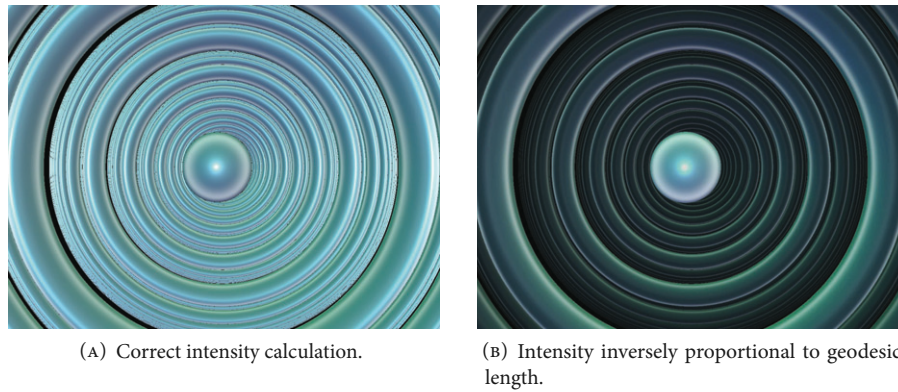 (A) Correct intensity calculation.
(B) Intensity inversely proportional to geodesic
length.